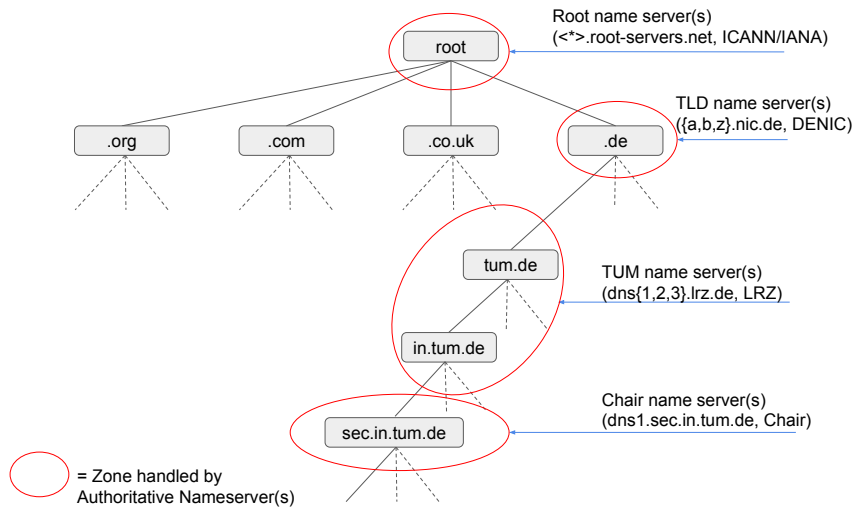 Root name server(s)
(<*>.root-servers.net, ICANN/IANA)
root
TLD name server(s)
({a,b,z}.nic.de, DENIC)
.org
.com
.co.uk
.de
tum.de
TUM name server(s)
(dns{1,2,3}.lrz.de, LRZ)
in.tum.de
Chair name server(s)
(dns1.sec.in.tum.de, Chair)
sec.in.tum.de
= Zone handled by
Authoritative Nameserver(s)